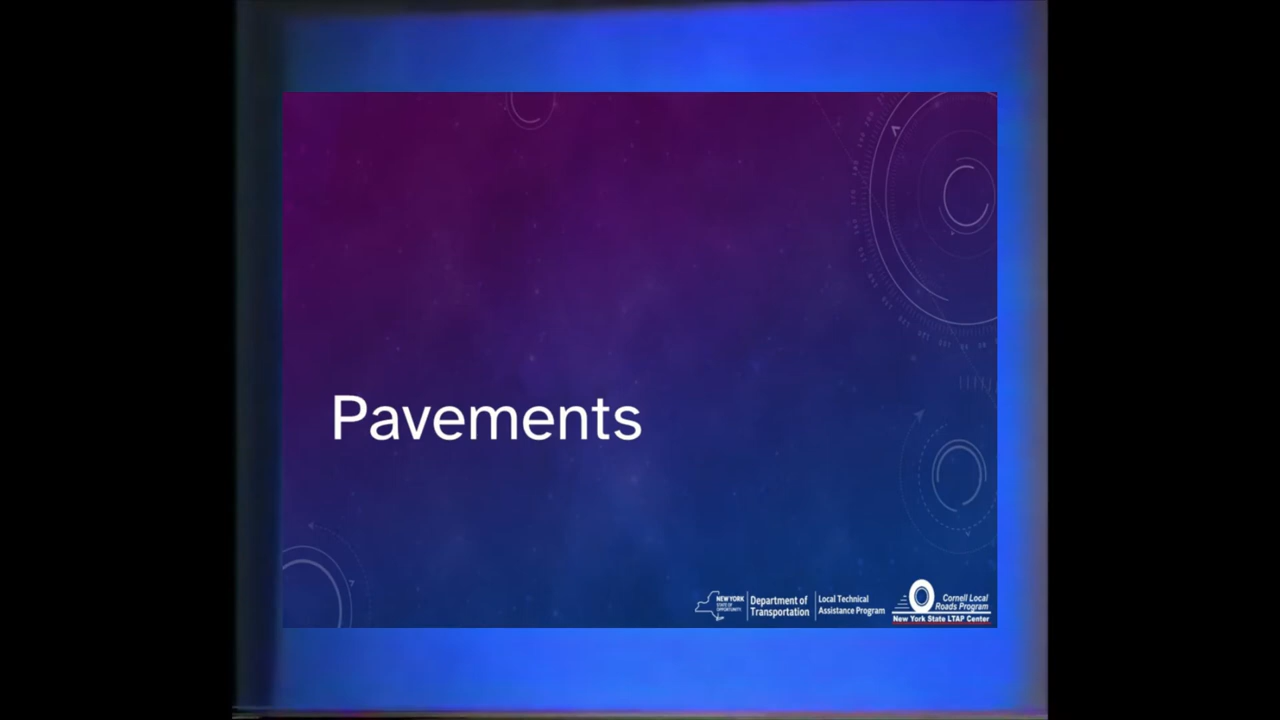 Pavements
NEW YORK
STATE OF
OPPORTUNITY
Department of
Transportation
Local Technical
Assistance Program
Cornell Local
Roads Program
New York State LTAP Center